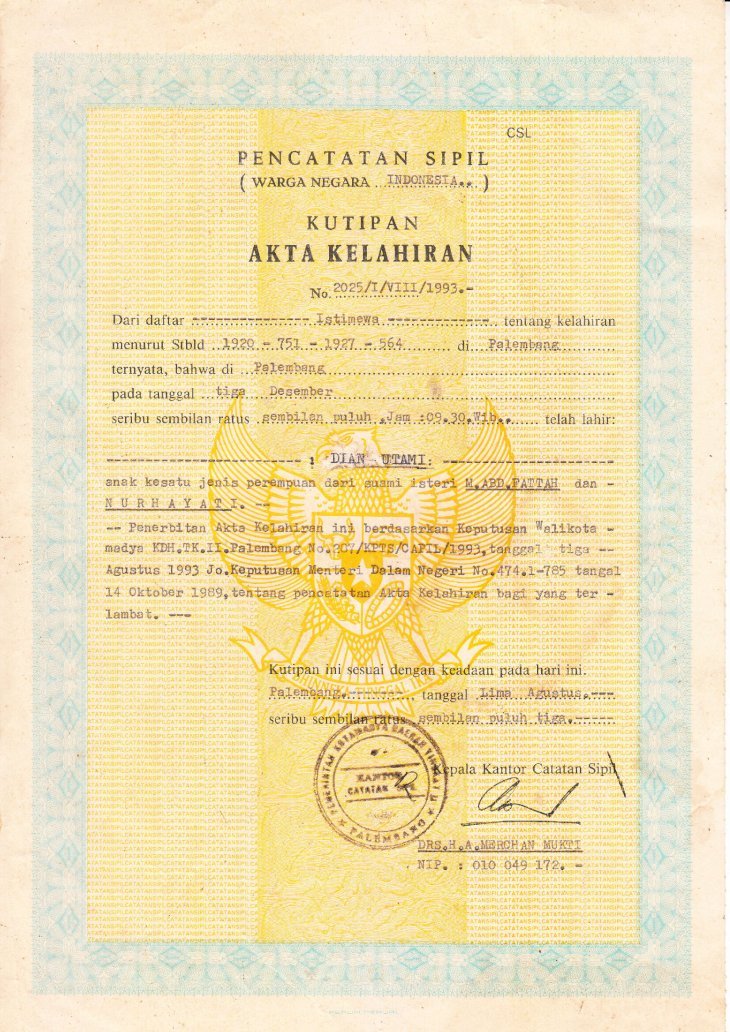 CSL
PENCATATAN SIPIL
( WARGA NEGARA ..INDONESIA.. )
KUTIPAN
AKTA KELAHIRAN
No. 2025/I/VIII/1993.-
Dari daftar ---------------- Istimewa -------------- tentang kelahiran
menurut Stbld ..1920 - 751 - 1927 - 564....... di ..Palembang
ternyata, bahwa di ..Palembang
pada tanggal ..tiga Desember
seribu sembilan ratus .sembilan puluh .Jam :09.30.Wib.. telah lahir:
-------------------------- : DIAN UTAMI: -----------------------
anak kesatu jenis perempuan dari suami isteri M.ABD.FATTAH dan -
N U R H A Y A T I. --
-- Penerbitan Akta Kelahiran ini berdasarkan Keputusan Walikota -
madya KDH.TK.II.Palembang No.207/KPTS/CAPIL/1993,tanggal tiga --
Agustus 1993 Jo.Keputusan Menteri Dalam Negeri No.474.1-785 tangal
14 Oktober 1989,tentang pencatatan Akta Kelahiran bagi yang ter -
lambat. ---
Kutipan ini sesuai dengan keadaan pada hari ini.
Palembang.------- tanggal Lima Agustus.---
seribu sembilan ratus sembilan puluh tiga.------
Kepala Kantor Catatan Sipil
PEMERINTAH KOTAMADYA DAERAH TINGKAT II
KANTOR
CATATAN
PALEMBANG
DRS.H.A.MERCHAN MUKTI
NIP. : 010 049 172. -